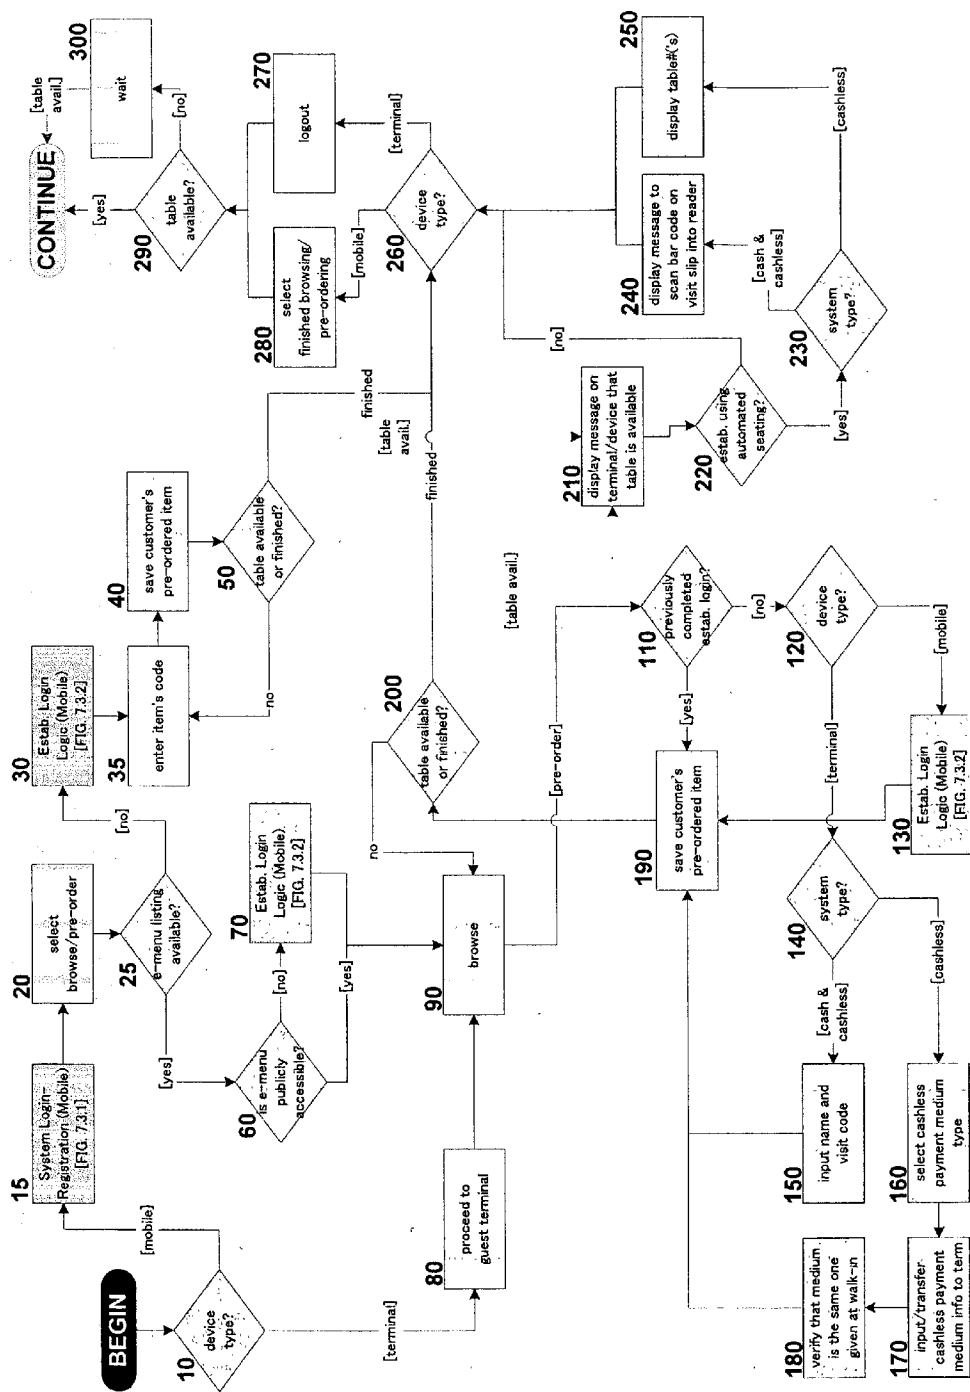 BEGIN
10
device
type?
[mobile]
[terminal]
15
System Login-
Registration (Mobile)
[FIG. 7.3.1]
20
select
browse/pre-order
25
e-menu listing
available?
[no]
[yes]
30
Estab. Login
Logic (Mobile)
[FIG. 7.3.2]
35
enter item's code
40
save customer's
pre-ordered item
50
table available
or finished?
no
finished
[table
avail.]
60
Is e-menu
publicly
accessible?
[no]
[yes]
70
Estab. Login
Logic (Mobile)
[FIG. 7.3.2]
80
proceed to
guest terminal
90
browse
[pre-order]
no
200
table available
or finished?
finished
[table avail.]
110
previously
completed
estab. login?
[yes]
[no]
120
device
type?
[terminal]
[mobile]
130
Estab. Login
Logic (Mobile)
[FIG. 7.3.2]
140
system
type?
[cash &
cashless]
[cashless]
150
input name and
visit code
160
select cashless
payment medium
type
170
input/transfer
cashless payment
medium info to term
180
verify that medium
is the same one
given at walk-in
190
save customer's
pre-ordered item
210
display message on
terminal/device that
table is available
220
estab. using
automated
seating?
[no]
[yes]
230
system
type?
[cash &
cashless]
[cashless]
240
display message to
scan bar code on
visit slip into reader
250
display table#('s)
260
device
type?
[mobile]
[terminal]
270
logout
280
select
finished browsing/
pre-ordering
290
table
available?
[yes]
[no]
300
wait
[table
avail.]
CONTINUE